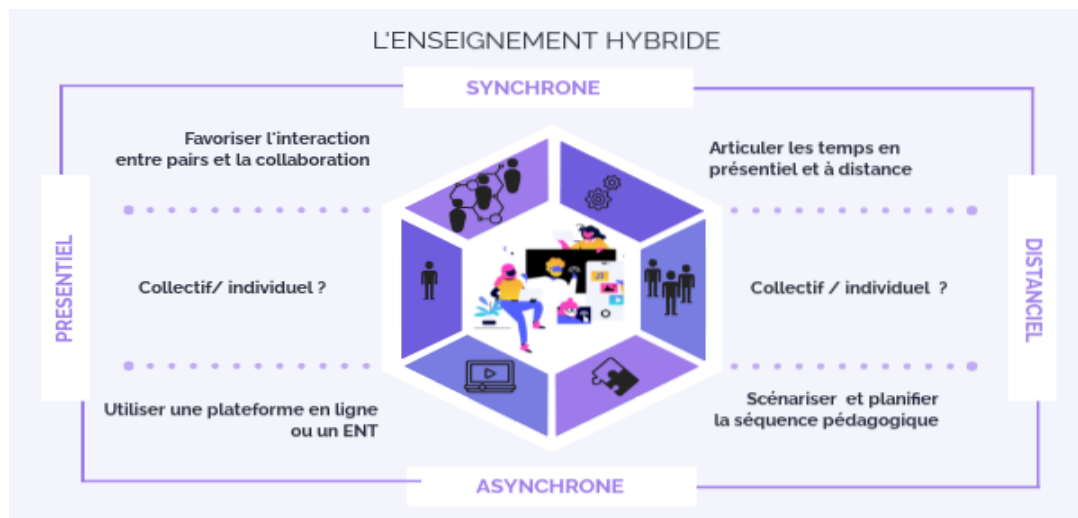 L'ENSEIGNEMENT HYBRIDE
SYNCHRONE
Favoriser l'interaction
entre pairs et la collaboration
Articuler les temps en
présentiel et à distance
PRESENTIEL
Collectif/ individuel ?
Collectif / individuel ?
DISTANCIEL
Utiliser une plateforme en ligne
ou un ENT
Scénariser et planifier
la séquence pédagogique
ASYNCHRONE